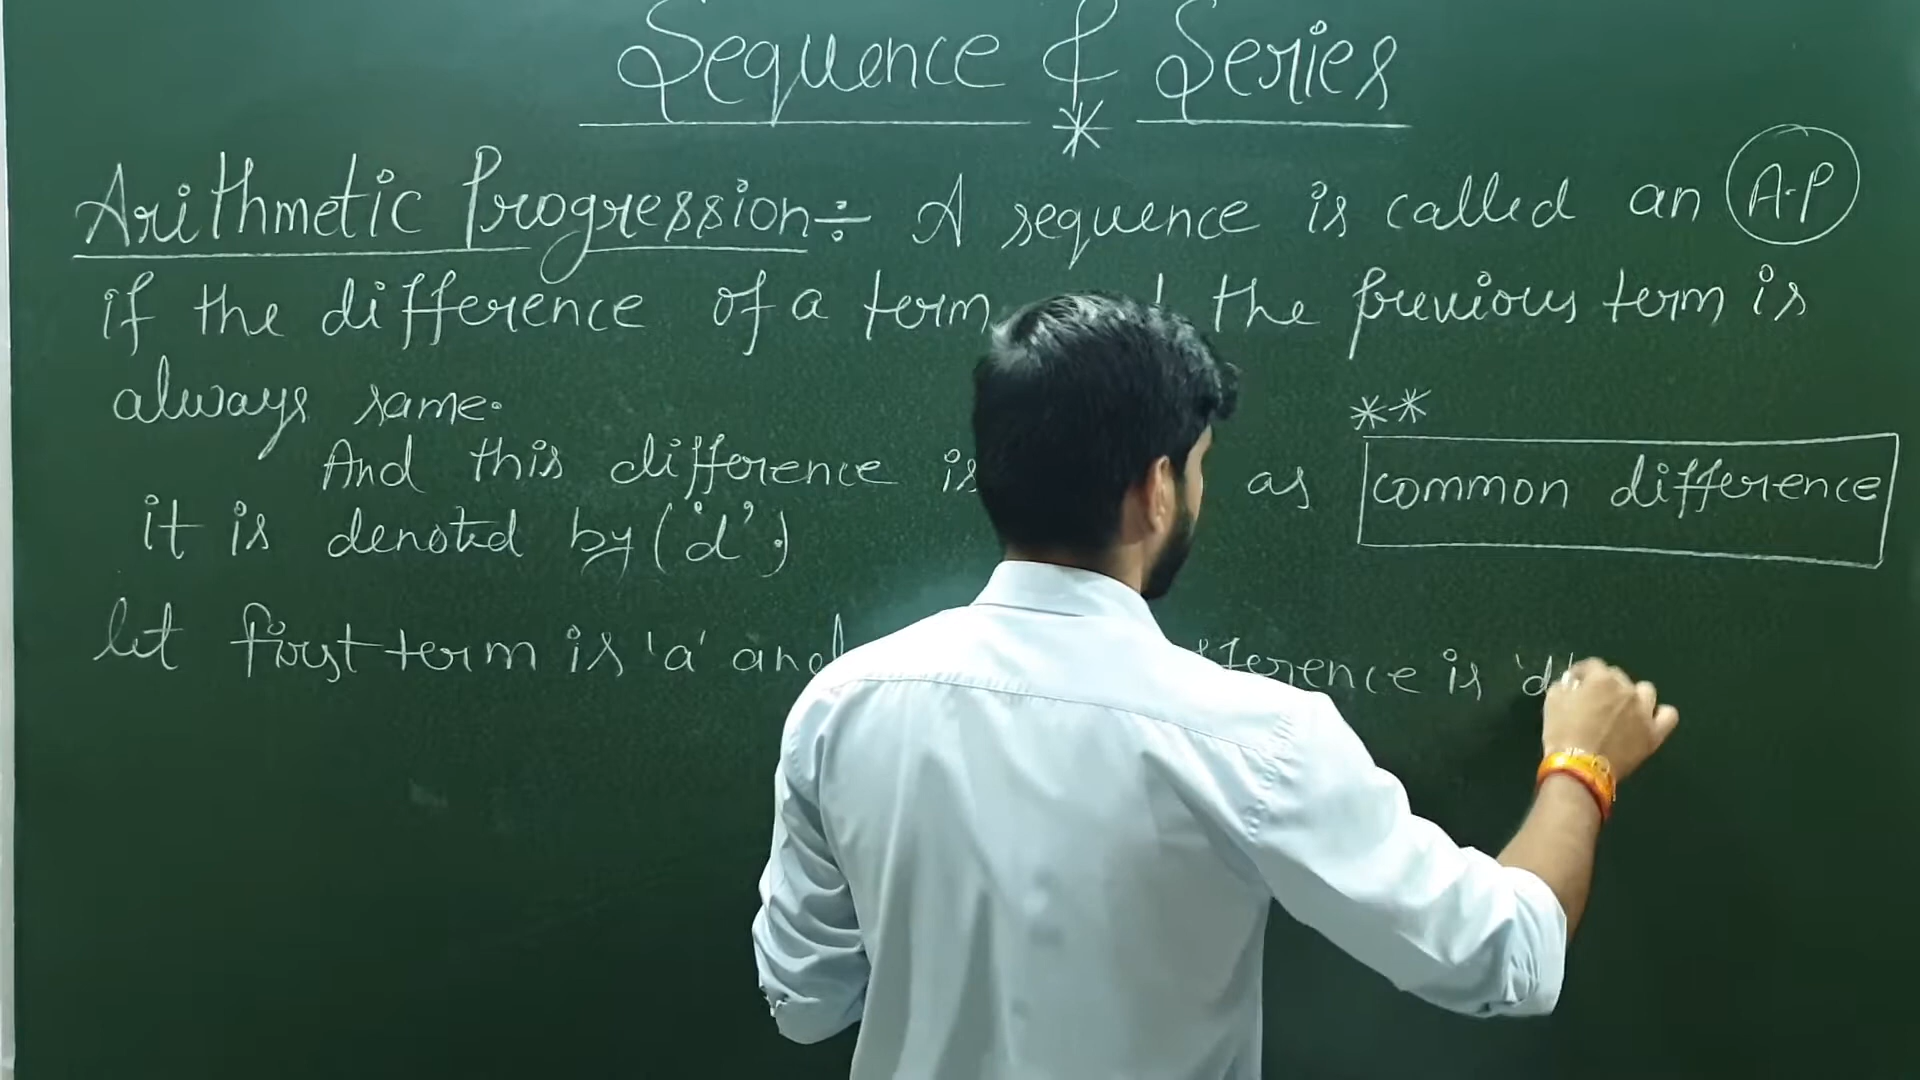 Sequence & Series
*
Arithmetic Progression ÷ A sequence is called an A.P
if the difference of a term the previous term is
always same.
**
And this difference is as common difference
it is denoted by ('d'.)
let first term is 'a' and is 'd'